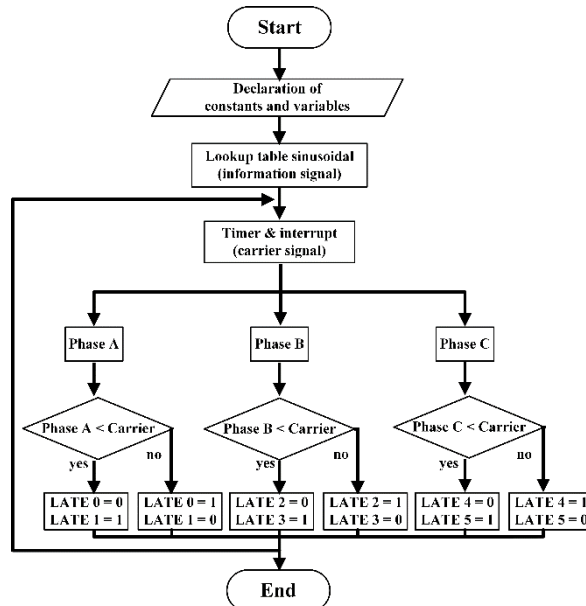 Start
Declaration of
constants and variables
Lookup table sinusoidal
(information signal)
Timer & interrupt
(carrier signal)
Phase A
Phase B
Phase C
Phase A < Carrier
Phase B < Carrier
Phase C < Carrier
yes
no
yes
no
yes
no
LATE 0 = 0
LATE 1 = 1
LATE 0 = 1
LATE 1 = 0
LATE 2 = 0
LATE 3 = 1
LATE 2 = 1
LATE 3 = 0
LATE 4 = 0
LATE 5 = 1
LATE 4 = 1
LATE 5 = 0
End